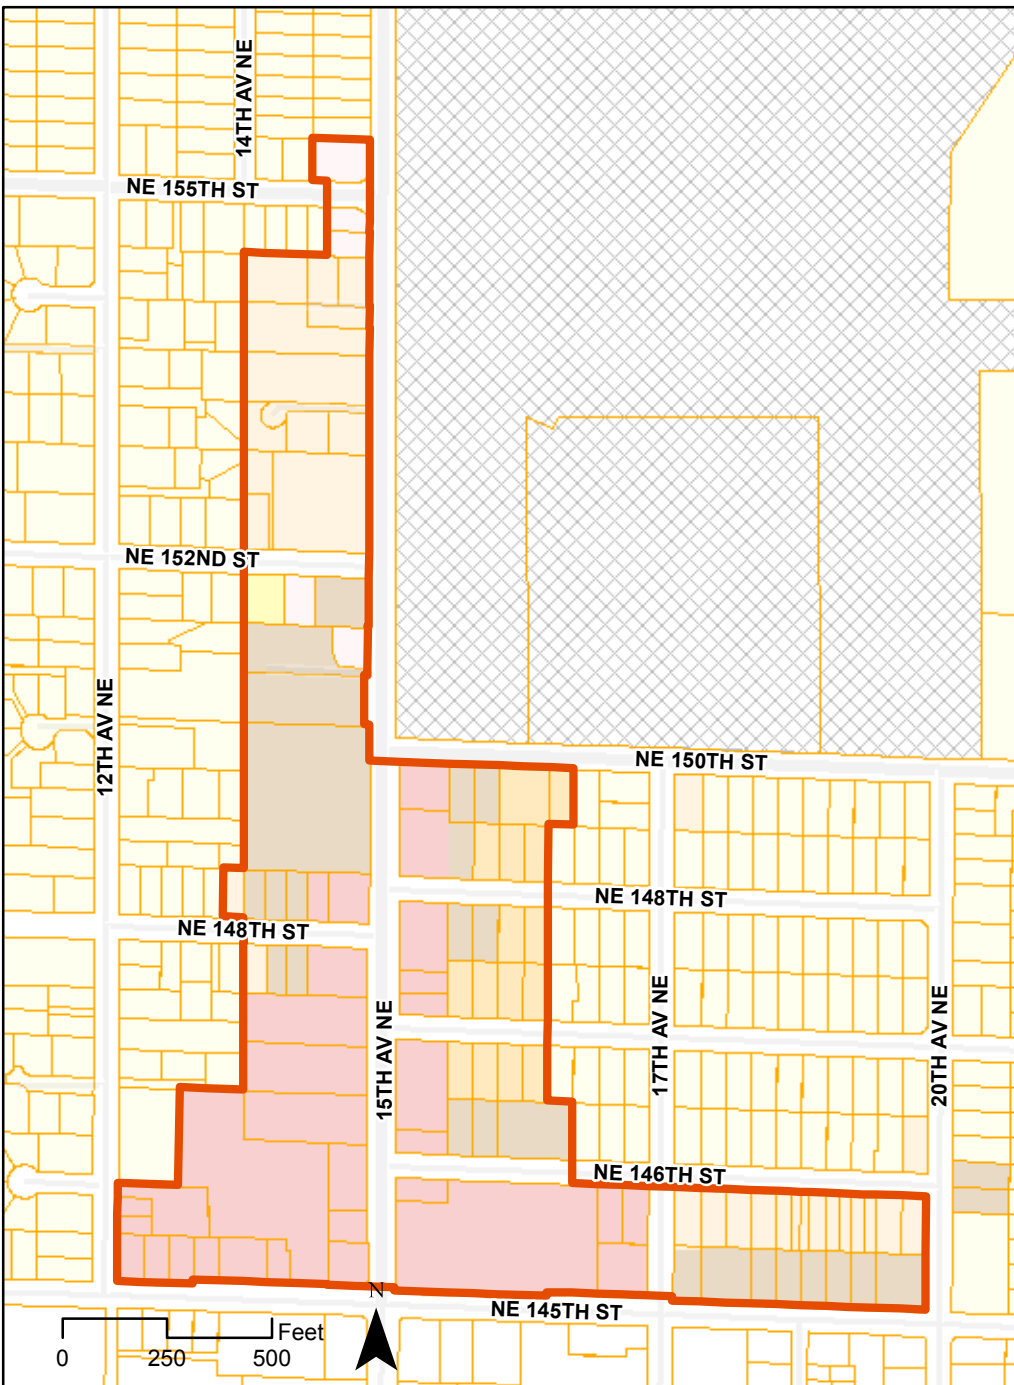 14TH AV NE
NE 155TH ST
NE 152ND ST
12TH AV NE
NE 150TH ST
NE 148TH ST
NE 148TH ST
15TH AV NE
17TH AV NE
20TH AV NE
NE 146TH ST
N
NE 145TH ST
Feet
0 250 500